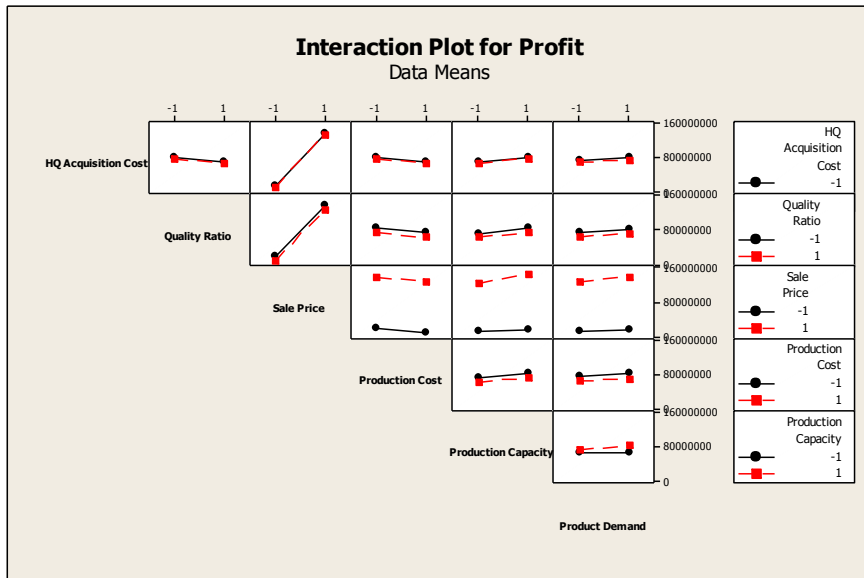 Interaction Plot for Profit
Data Means
-1 1 -1 1 -1 1 -1 1 -1 1
HQ Acquisition Cost
160000000
80000000
0
HQ
Acquisition
Cost
-1
Quality Ratio
160000000
80000000
0
Quality
Ratio
-1
1
Sale Price
160000000
80000000
0
Sale
Price
-1
1
Production Cost
160000000
80000000
0
Production
Cost
-1
1
Production Capacity
160000000
80000000
0
Production
Capacity
-1
1
Product Demand